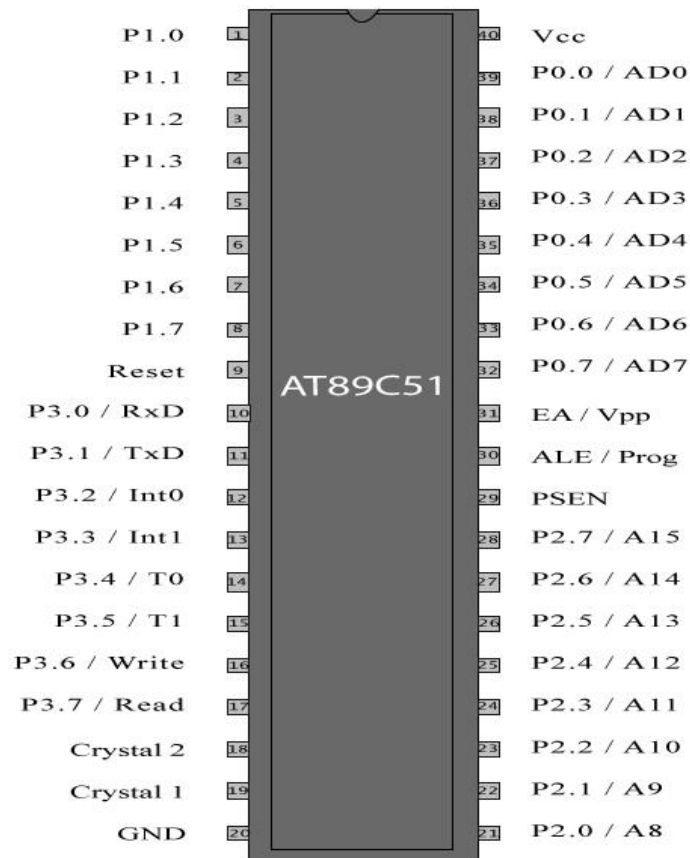 P1.0 1 40 Vcc
P1.1 2 39 P0.0 / AD0
P1.2 3 38 P0.1 / AD1
P1.3 4 37 P0.2 / AD2
P1.4 5 36 P0.3 / AD3
P1.5 6 35 P0.4 / AD4
P1.6 7 34 P0.5 / AD5
P1.7 8 33 P0.6 / AD6
Reset 9 32 P0.7 / AD7
AT89C51
P3.0 / RxD 10 31 EA / Vpp
P3.1 / TxD 11 30 ALE / Prog
P3.2 / Int0 12 29 PSEN
P3.3 / Int1 13 28 P2.7 / A15
P3.4 / T0 14 27 P2.6 / A14
P3.5 / T1 15 26 P2.5 / A13
P3.6 / Write 16 25 P2.4 / A12
P3.7 / Read 17 24 P2.3 / A11
Crystal 2 18 23 P2.2 / A10
Crystal 1 19 22 P2.1 / A9
GND 20 21 P2.0 / A8